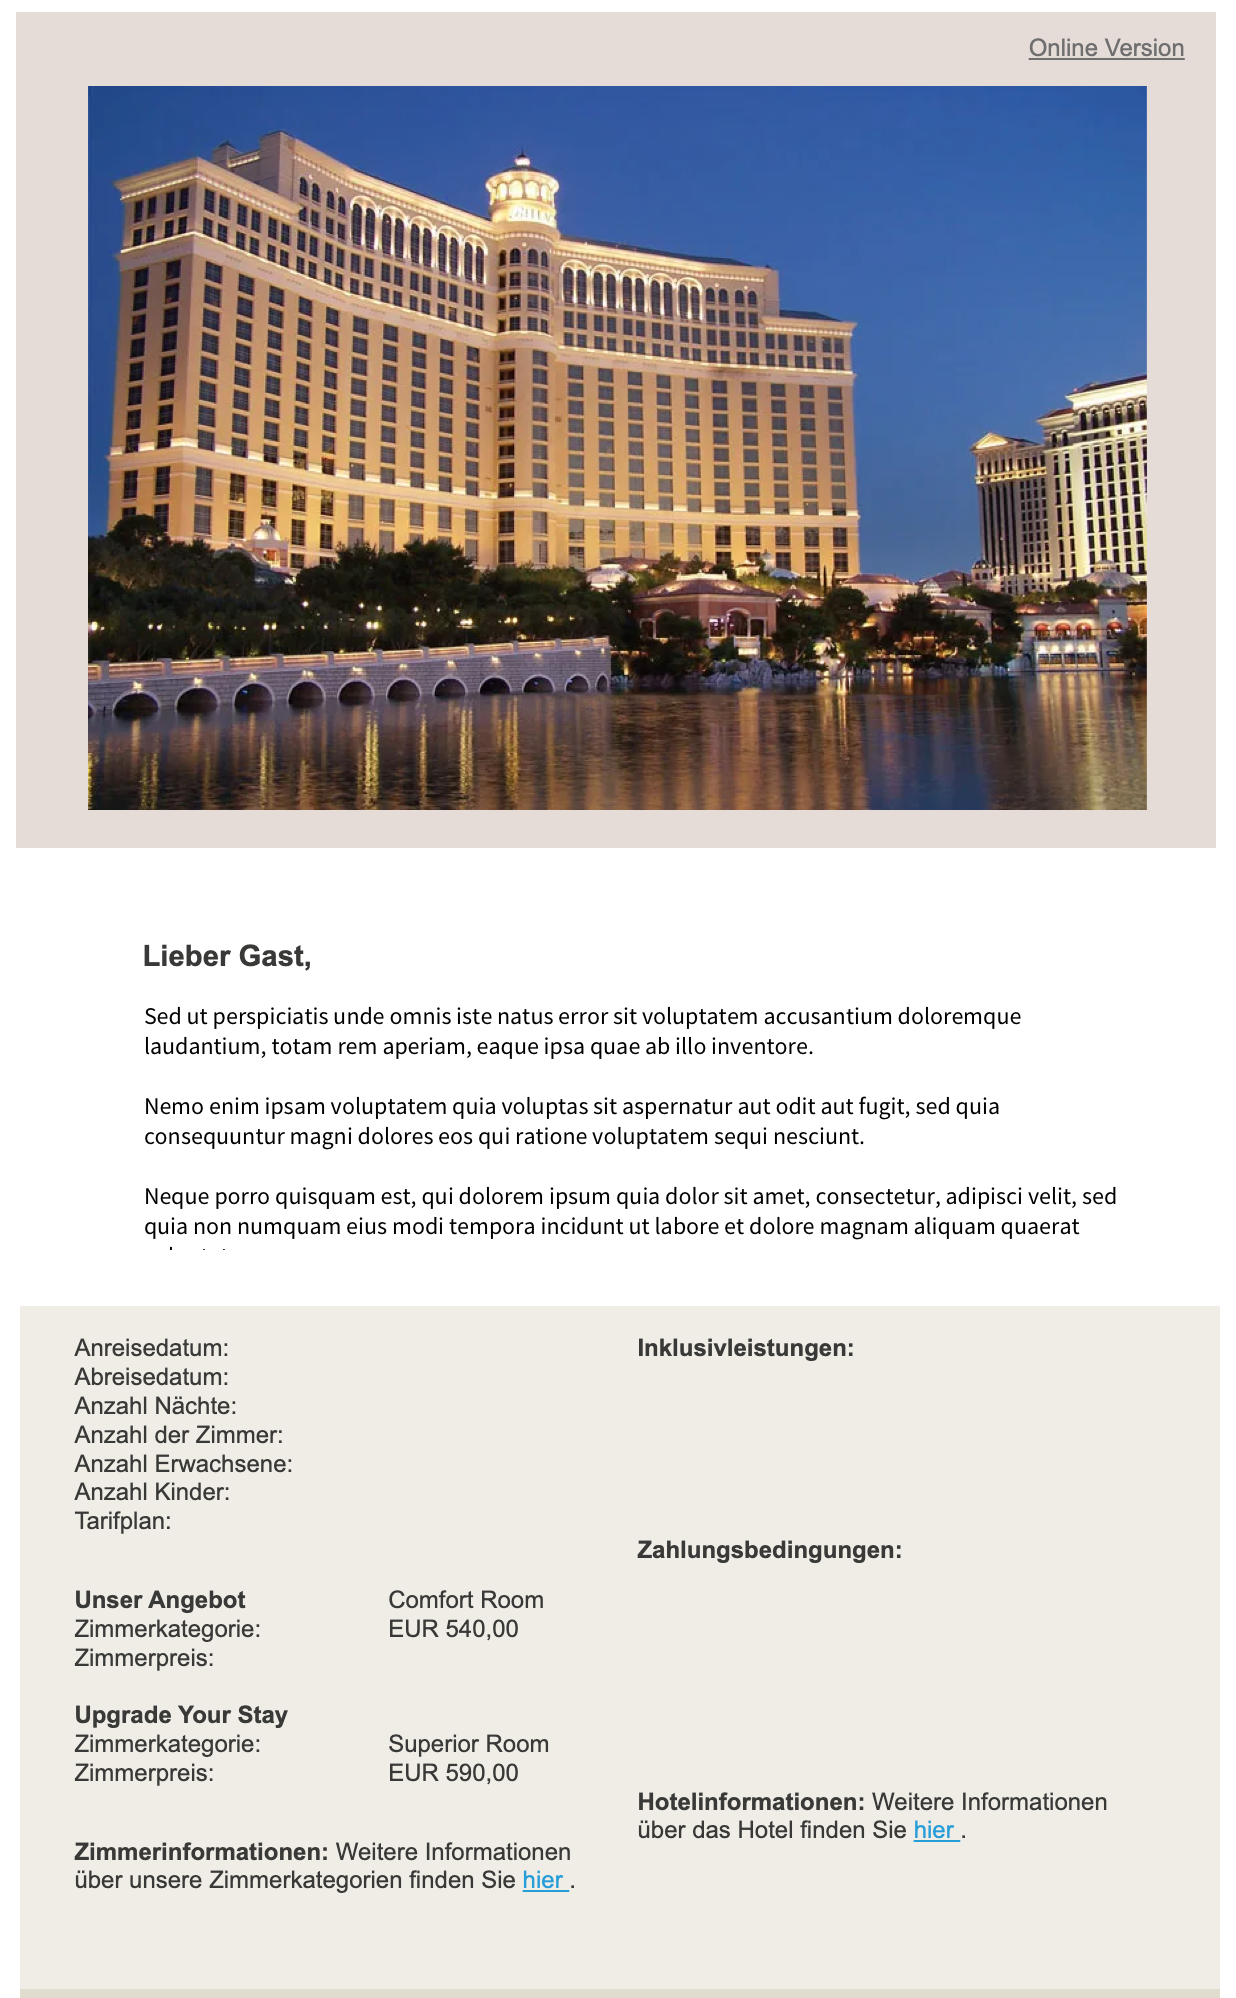 Online Version
Lieber Gast,
Sed ut perspiciatis unde omnis iste natus error sit voluptatem accusantium doloremque
laudantium, totam rem aperiam, eaque ipsa quae ab illo inventore.
Nemo enim ipsam voluptatem quia voluptas sit aspernatur aut odit aut fugit, sed quia
consequuntur magni dolores eos qui ratione voluptatem sequi nesciunt.
Neque porro quisquam est, qui dolorem ipsum quia dolor sit amet, consectetur, adipisci velit, sed
quia non numquam eius modi tempora incidunt ut labore et dolore magnam aliquam quaerat
Anreisedatum:
Abreisedatum:
Anzahl Nächte:
Anzahl der Zimmer:
Anzahl Erwachsene:
Anzahl Kinder:
Tarifplan:
Unser Angebot Comfort Room
Zimmerkategorie: EUR 540,00
Zimmerpreis:
Upgrade Your Stay
Zimmerkategorie: Superior Room
Zimmerpreis: EUR 590,00
Zimmerinformationen: Weitere Informationen
über unsere Zimmerkategorien finden Sie hier .
Inklusivleistungen:
Zahlungsbedingungen:
Hotelinformationen: Weitere Informationen
über das Hotel finden Sie hier .